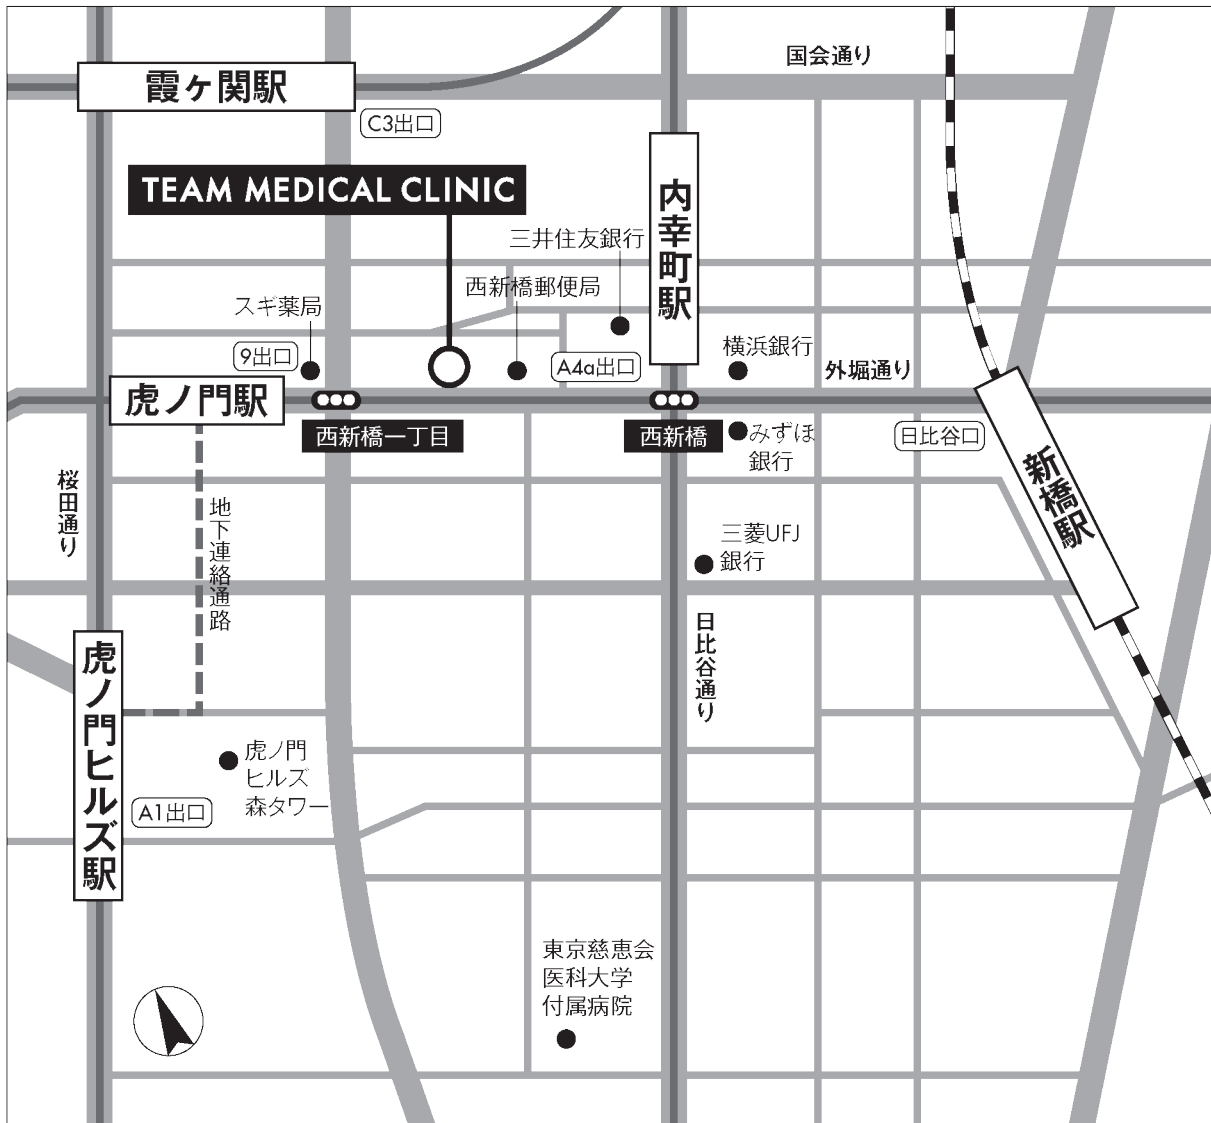 国会通り
霞ヶ関駅
C3出口
TEAM MEDICAL CLINIC
内幸町駅
三井住友銀行
西新橋郵便局
スギ薬局
9出口
A4a出口
横浜銀行
外堀通り
虎ノ門駅
西新橋一丁目
西新橋
みずほ
銀行
日比谷口
新橋駅
桜田通り
地下連絡通路
三菱UFJ
銀行
日比谷通り
虎ノ門ヒルズ駅
虎ノ門
ヒルズ
森タワー
A1出口
東京慈恵会
医科大学
付属病院